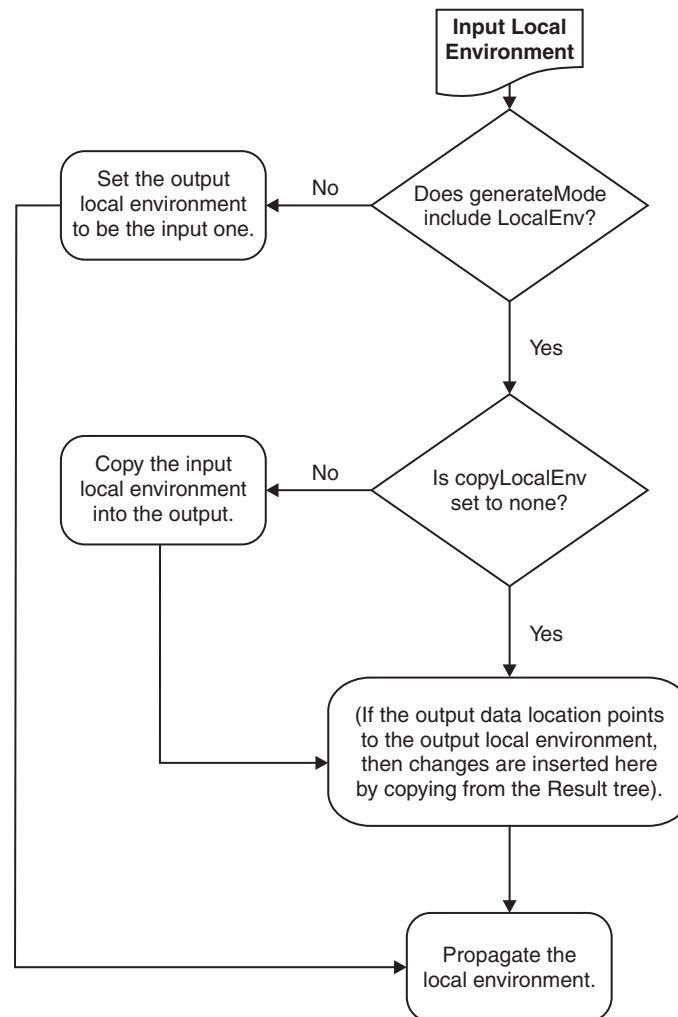 Input Local
Environment
Does generateMode
include LocalEnv?
No
Set the output
local environment
to be the input one.
Yes
Is copyLocalEnv
set to none?
No
Copy the input
local environment
into the output.
Yes
(If the output data location points
to the output local environment,
then changes are inserted here
by copying from the Result tree).
Propagate the
local environment.